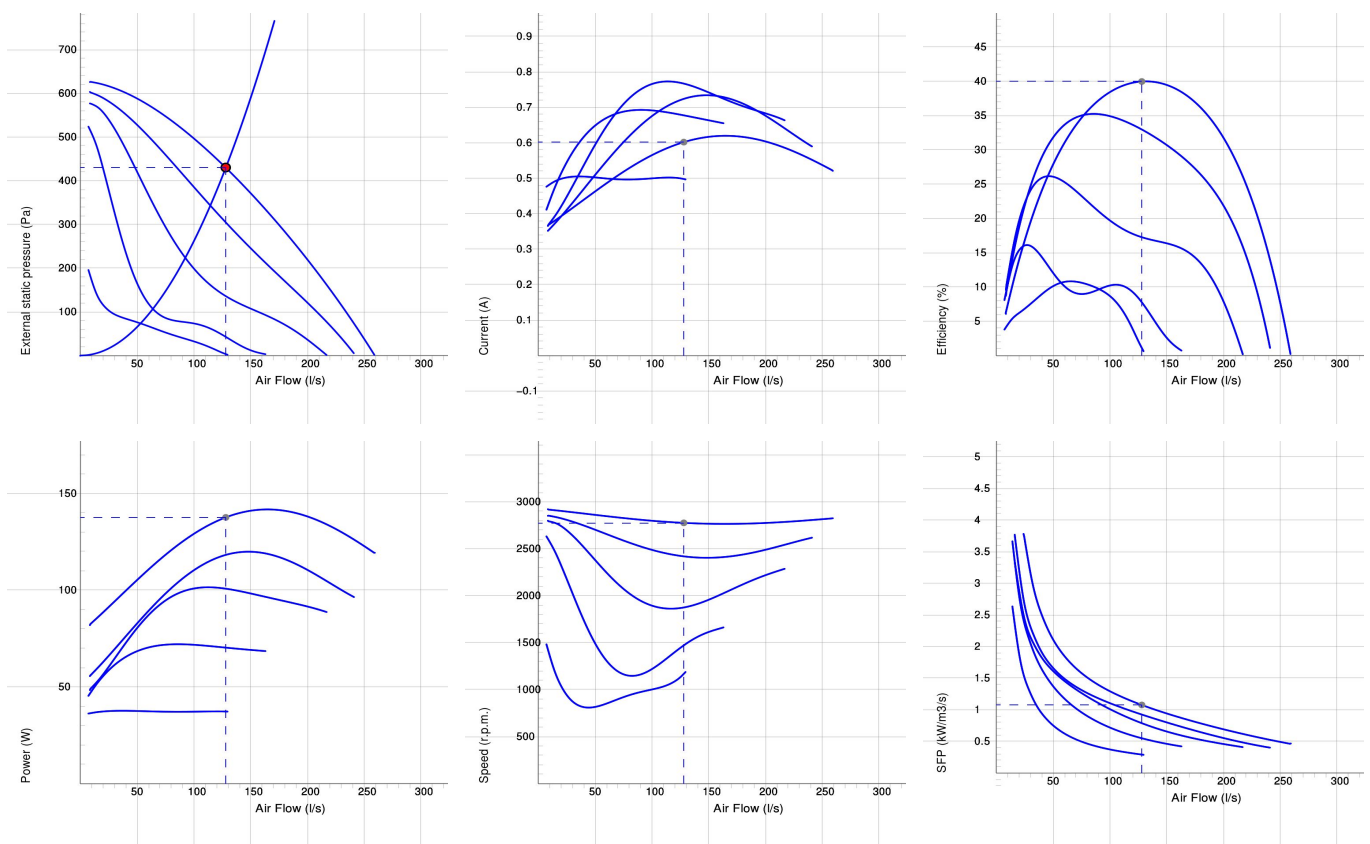 External static pressure (Pa)
700
600
500
400
300
200
100
50 100 150 200 250 300
Air Flow (l/s)
Current (A)
0.9
0.8
0.7
0.6
0.5
0.4
0.3
0.2
0.1
−0.1
50 100 150 200 250 300
Air Flow (l/s)
Efficiency (%)
45
40
35
30
25
20
15
10
5
50 100 150 200 250 300
Air Flow (l/s)
Power (W)
150
100
50
50 100 150 200 250 300
Air Flow (l/s)
Speed (r.p.m.)
3000
2500
2000
1500
1000
500
50 100 150 200 250 300
Air Flow (l/s)
SFP (kW/m3/s)
5
4.5
4
3.5
3
2.5
2
1.5
1
0.5
50 100 150 200 250 300
Air Flow (l/s)